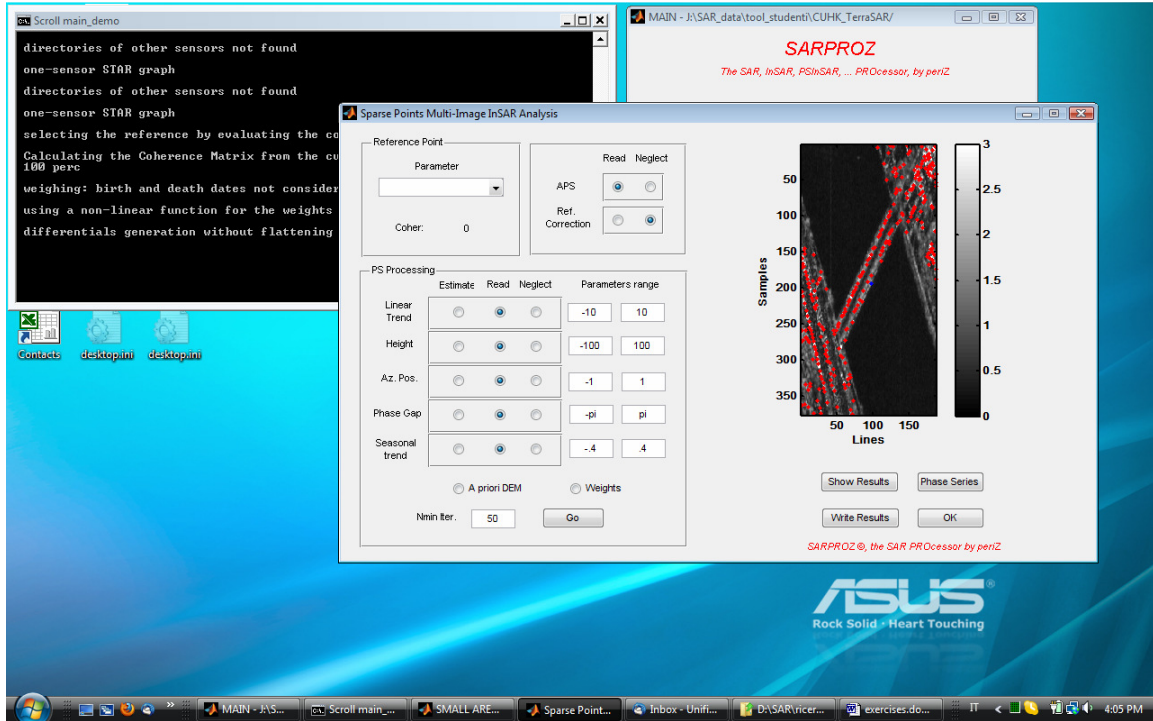 Scroll main_demo
directories of other sensors not found
one-sensor STAR graph
directories of other sensors not found
one-sensor STAR graph
selecting the reference by evaluating the co
Calculating the Coherence Matrix from the cu
100 perc
weighing: birth and death dates not consider
using a non-linear function for the weights
differentials generation without flattening
MAIN - J:\SAR_data\tool_studenti\CUHK_TerraSAR/
SARPROZ
The SAR, InSAR, PSInSAR, ... PROcessor, by periZ
Sparse Points Multi-Image InSAR Analysis
Reference Point
Parameter
Coher: 0
Read Neglect
APS
Ref.
Correction
PS Processing
Estimate Read Neglect Parameters range
Linear
Trend
-10 10
Height -100 100
Az. Pos. -1 1
Phase Gap -pi pi
Seasonal
trend
-.4 .4
A priori DEM Weights
Nmin Iter. 50 Go
3
2.5
2
1.5
1
0.5
0
50
100
150
200
250
300
350
Samples
50 100 150
Lines
Show Results Phase Series
Write Results OK
SARPROZ ©, the SAR PROcessor by periZ
Contacts desktop.ini desktop.ini
ASUS®
Rock Solid · Heart Touching
MAIN - J:\S... Scroll main_... SMALL ARE... Sparse Point... Inbox - Unifi... D:\SAR\ricer... exercises.do... IT 4:05 PM